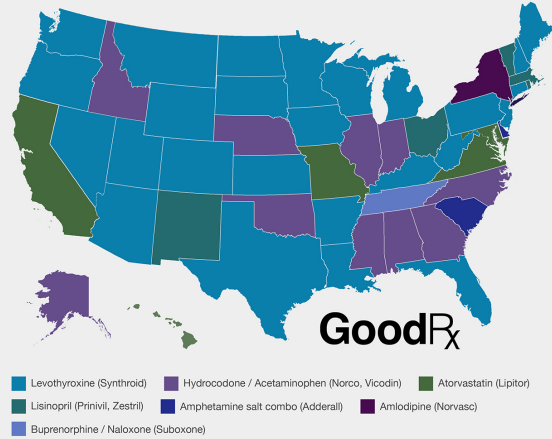 GoodRx
Levothyroxine (Synthroid)
Hydrocodone / Acetaminophen (Norco, Vicodin)
Atorvastatin (Lipitor)
Lisinopril (Prinivil, Zestril)
Amphetamine salt combo (Adderall)
Amlodipine (Norvasc)
Buprenorphine / Naloxone (Suboxone)